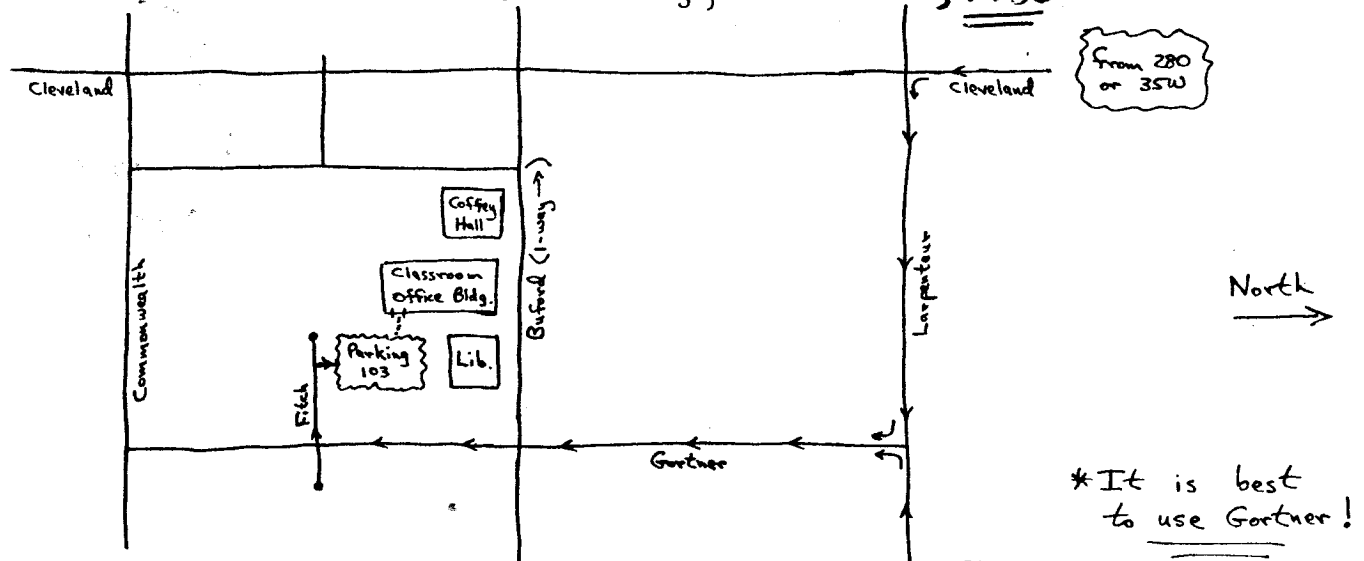 from 280
or 35W
Cleveland
Cleveland
Coffey
Hall
Buford (1-way →)
Classroom
Office Bldg.
Larpenteur
Commonwealth
North
Parking
103
Lib.
Fitch
Gortner
*It is best
to use Gortner!